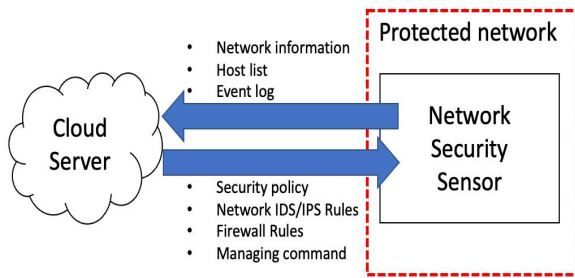 Protected network
• Network information
• Host list
• Event log
Cloud
Server
Network
Security
Sensor
• Security policy
• Network IDS/IPS Rules
• Firewall Rules
• Managing command